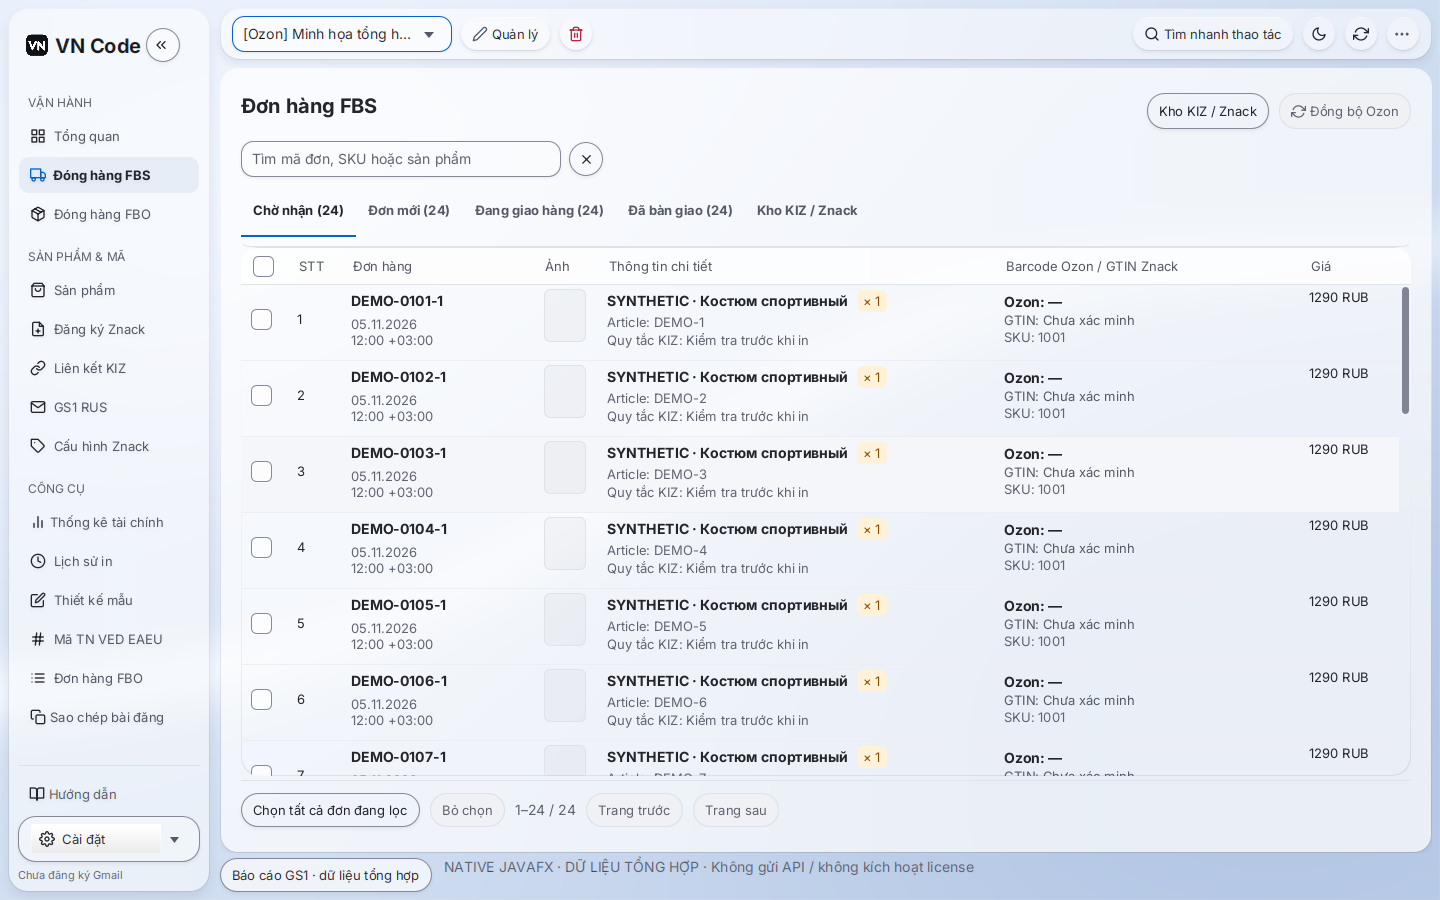 VN Code
VẬN HÀNH
Tổng quan
Đóng hàng FBS
Đóng hàng FBO
SẢN PHẨM & MÃ
Sản phẩm
Đăng ký Znack
Liên kết KIZ
GS1 RUS
Cấu hình Znack
CÔNG CỤ
Thống kê tài chính
Lịch sử in
Thiết kế mẫu
Mã TN VED EAEU
Đơn hàng FBO
Sao chép bài đăng
Hướng dẫn
Cài đặt
Chưa đăng ký Gmail
[Ozon] Minh họa tổng h...
Quản lý
Tìm nhanh thao tác
Đơn hàng FBS
Kho KIZ / Znack
Đồng bộ Ozon
Tìm mã đơn, SKU hoặc sản phẩm
Chờ nhận (24)
Đơn mới (24)
Đang giao hàng (24)
Đã bàn giao (24)
Kho KIZ / Znack
STT
Đơn hàng
Ảnh
Thông tin chi tiết
Barcode Ozon / GTIN Znack
Giá
1
DEMO-0101-1
05.11.2026
12:00 +03:00
SYNTHETIC · Костюм спортивный × 1
Article: DEMO-1
Quy tắc KIZ: Kiểm tra trước khi in
Ozon: —
GTIN: Chưa xác minh
SKU: 1001
1290 RUB
2
DEMO-0102-1
05.11.2026
12:00 +03:00
SYNTHETIC · Костюм спортивный × 1
Article: DEMO-2
Quy tắc KIZ: Kiểm tra trước khi in
Ozon: —
GTIN: Chưa xác minh
SKU: 1001
1290 RUB
3
DEMO-0103-1
05.11.2026
12:00 +03:00
SYNTHETIC · Костюм спортивный × 1
Article: DEMO-3
Quy tắc KIZ: Kiểm tra trước khi in
Ozon: —
GTIN: Chưa xác minh
SKU: 1001
1290 RUB
4
DEMO-0104-1
05.11.2026
12:00 +03:00
SYNTHETIC · Костюм спортивный × 1
Article: DEMO-4
Quy tắc KIZ: Kiểm tra trước khi in
Ozon: —
GTIN: Chưa xác minh
SKU: 1001
1290 RUB
5
DEMO-0105-1
05.11.2026
12:00 +03:00
SYNTHETIC · Костюм спортивный × 1
Article: DEMO-5
Quy tắc KIZ: Kiểm tra trước khi in
Ozon: —
GTIN: Chưa xác minh
SKU: 1001
1290 RUB
6
DEMO-0106-1
05.11.2026
12:00 +03:00
SYNTHETIC · Костюм спортивный × 1
Article: DEMO-6
Quy tắc KIZ: Kiểm tra trước khi in
Ozon: —
GTIN: Chưa xác minh
SKU: 1001
1290 RUB
DEMO-0107-1
SYNTHETIC · Костюм спортивный × 1
Ozon: —
1290 RUB
Chọn tất cả đơn đang lọc
Bỏ chọn
1–24 / 24
Trang trước
Trang sau
Báo cáo GS1 · dữ liệu tổng hợp
NATIVE JAVAFX · DỮ LIỆU TỔNG HỢP · Không gửi API / không kích hoạt license